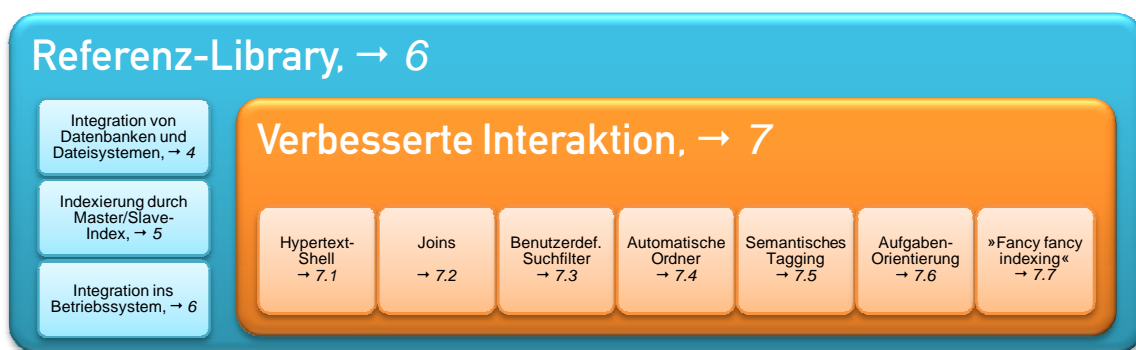 Referenz-Library, → 6
Integration von
Datenbanken und
Dateisystemen, → 4
Indexierung durch
Master/Slave-
Index, → 5
Integration ins
Betriebssystem, → 6
Verbesserte Interaktion, → 7
Hypertext-
Shell
→ 7.1
Joins
→ 7.2
Benutzerdef.
Suchfilter
→ 7.3
Automatische
Ordner
→ 7.4
Semantisches
Tagging
→ 7.5
Aufgaben-
Orientierung
→ 7.6
»Fancy fancy
indexing«
→ 7.7